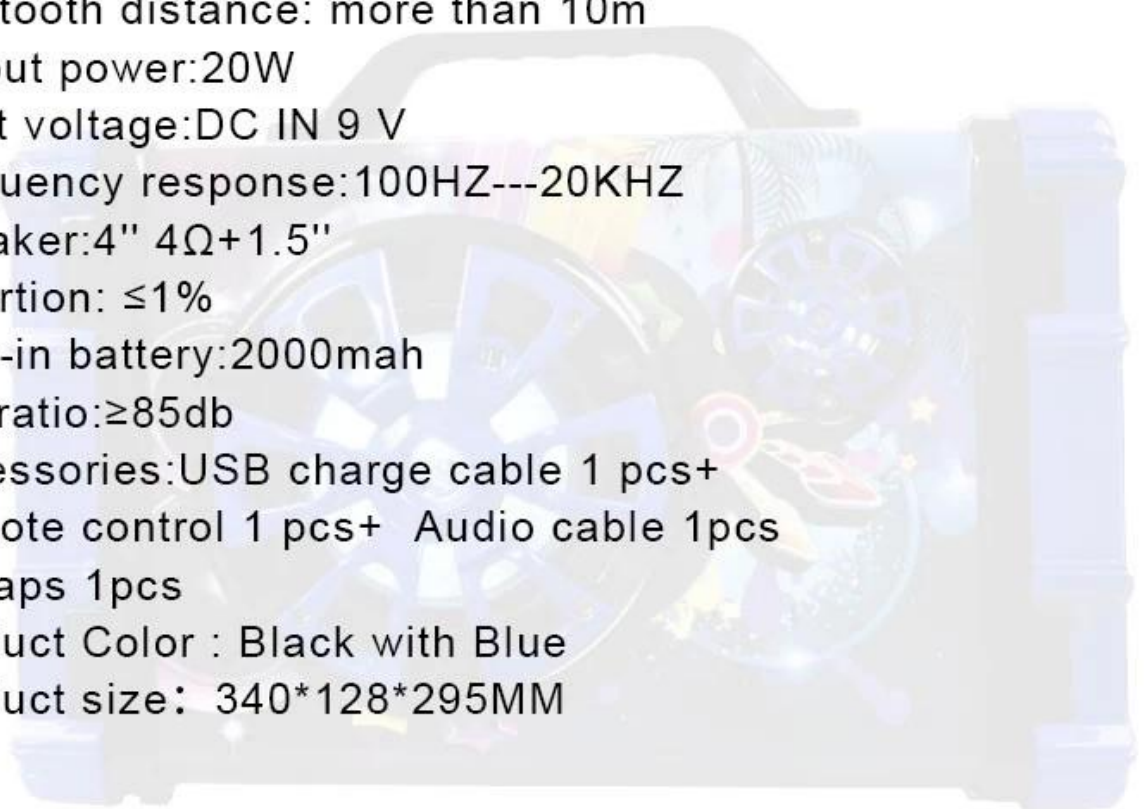 tooth distance: more than 10m
out power:20W
t voltage:DC IN 9 V
uency response:100HZ---20KHZ
aker:4" 4Ω+1.5"
rtion: ≤1%
-in battery:2000mah
ratio:≥85db
essories:USB charge cable 1 pcs+
ote control 1 pcs+ Audio cable 1pcs
aps 1pcs
uct Color : Black with Blue
uct size：340*128*295MM